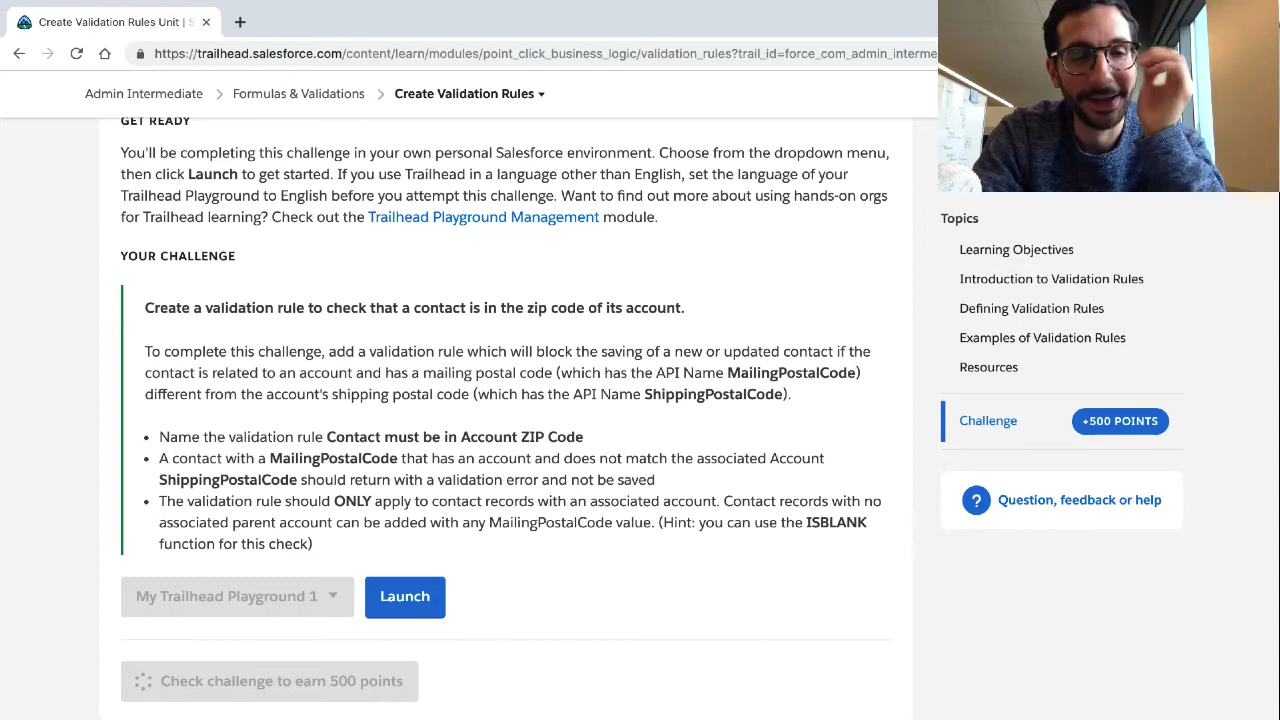 Create Validation Rules Unit | S
https://trailhead.salesforce.com/content/learn/modules/point_click_business_logic/validation_rules?trail_id=force_com_admin_interme
Admin Intermediate
Formulas & Validations
Create Validation Rules
GET READY
You'll be completing this challenge in your own personal Salesforce environment. Choose from the dropdown menu,
then click Launch to get started. If you use Trailhead in a language other than English, set the language of your
Trailhead Playground to English before you attempt this challenge. Want to find out more about using hands-on orgs
for Trailhead learning? Check out the Trailhead Playground Management module.
YOUR CHALLENGE
Create a validation rule to check that a contact is in the zip code of its account.
To complete this challenge, add a validation rule which will block the saving of a new or updated contact if the
contact is related to an account and has a mailing postal code (which has the API Name MailingPostalCode)
different from the account's shipping postal code (which has the API Name ShippingPostalCode).
• Name the validation rule Contact must be in Account ZIP Code
• A contact with a MailingPostalCode that has an account and does not match the associated Account
ShippingPostalCode should return with a validation error and not be saved
• The validation rule should ONLY apply to contact records with an associated account. Contact records with no
associated parent account can be added with any MailingPostalCode value. (Hint: you can use the ISBLANK
function for this check)
My Trailhead Playground 1
Launch
Check challenge to earn 500 points
Topics
Learning Objectives
Introduction to Validation Rules
Defining Validation Rules
Examples of Validation Rules
Resources
Challenge
+500 POINTS
? Question, feedback or help